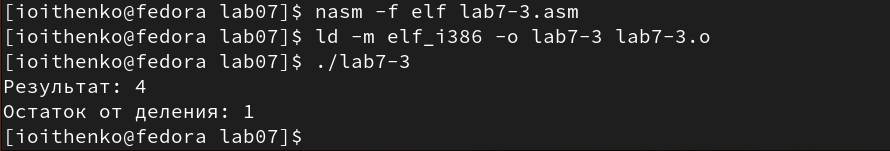 [ioithenko@fedora lab07]$ nasm -f elf lab7-3.asm
[ioithenko@fedora lab07]$ ld -m elf_i386 -o lab7-3 lab7-3.o
[ioithenko@fedora lab07]$ ./lab7-3
Результат: 4
Остаток от деления: 1
[ioithenko@fedora lab07]$